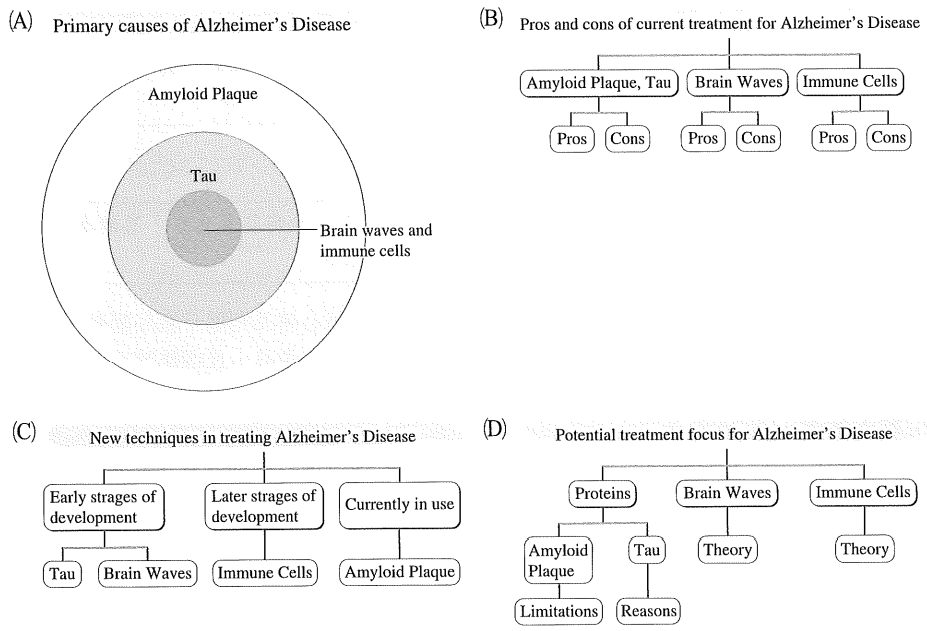 (A) Primary causes of Alzheimer's Disease
Amyloid Plaque
Tau
Brain waves and
immune cells
(B) Pros and cons of current treatment for Alzheimer's Disease
Amyloid Plaque, Tau Brain Waves Immune Cells
Pros Cons Pros Cons Pros Cons
(C) New techniques in treating Alzheimer's Disease
Early strages of
development
Later strages of
development
Currently in use
Tau Brain Waves Immune Cells Amyloid Plaque
(D) Potential treatment focus for Alzheimer's Disease
Proteins Brain Waves Immune Cells
Amyloid
Plaque
Tau Theory Theory
Limitations Reasons